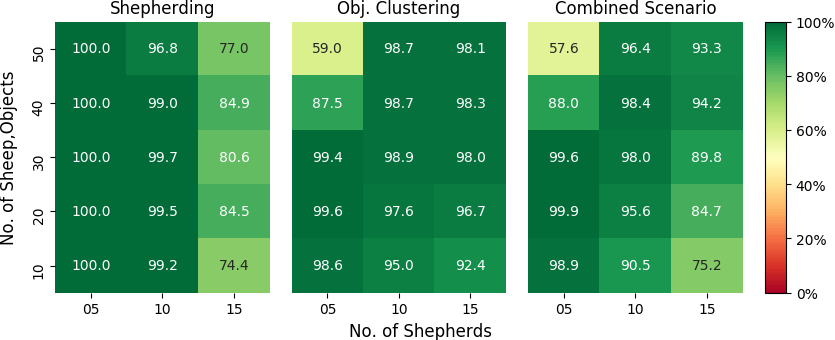 Shepherding Obj. Clustering Combined Scenario
No. of Sheep,Objects
50 100.0 96.8 77.0 59.0 98.7 98.1 57.6 96.4 93.3 100%
40 100.0 99.0 84.9 87.5 98.7 98.3 88.0 98.4 94.2 80%
30 100.0 99.7 80.6 99.4 98.9 98.0 99.6 98.0 89.8 60%
20 100.0 99.5 84.5 99.6 97.6 96.7 99.9 95.6 84.7 40%
10 100.0 99.2 74.4 98.6 95.0 92.4 98.9 90.5 75.2 20%
0%
05 10 15 05 10 15 05 10 15
No. of Shepherds